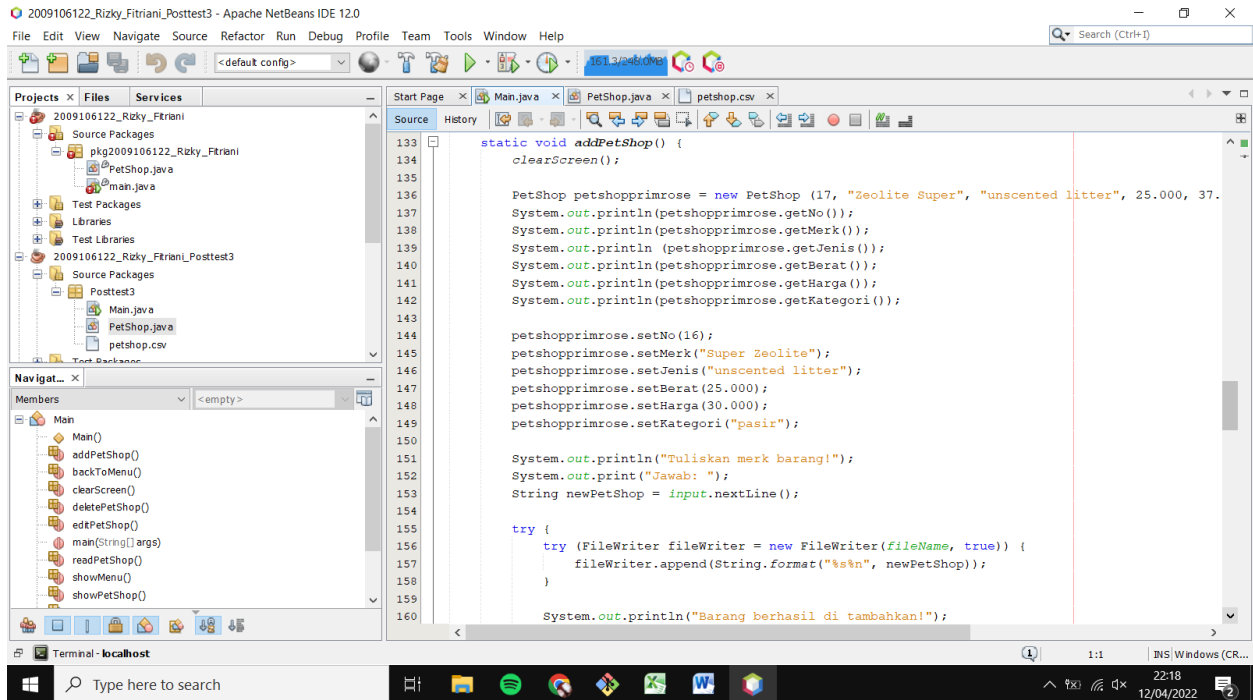 2009106122_Rizky_Fitriani_Posttest3 - Apache NetBeans IDE 12.0
File Edit View Navigate Source Refactor Run Debug Profile Team Tools Window Help
Search (Ctrl+I)
<default config>
161.3/246.0MB
Projects Files Services
2009106122_Rizky_Fitriani
Source Packages
pkg2009106122_Rizky_Fitriani
PetShop.java
main.java
Test Packages
Libraries
Test Libraries
2009106122_Rizky_Fitriani_Posttest3
Source Packages
Posttest3
Main.java
PetShop.java
petshop.csv
Test Packages
Navigat...
Members <empty>
Main
Main()
addPetShop()
backToMenu()
clearScreen()
deletePetShop()
editPetShop()
main(String[] args)
readPetShop()
showMenu()
showPetShop()
Start Page Main.java PetShop.java petshop.csv
Source History
133 static void addPetShop() {
134 clearScreen();
135
136 PetShop petshopprimrose = new PetShop (17, "Zeolite Super", "unscented litter", 25.000, 37.
137 System.out.println(petshopprimrose.getNo());
138 System.out.println(petshopprimrose.getMerk());
139 System.out.println (petshopprimrose.getJenis());
140 System.out.println(petshopprimrose.getBerat());
141 System.out.println(petshopprimrose.getHarga());
142 System.out.println(petshopprimrose.getKategori());
143
144 petshopprimrose.setNo(16);
145 petshopprimrose.setMerk("Super Zeolite");
146 petshopprimrose.setJenis("unscented litter");
147 petshopprimrose.setBerat(25.000);
148 petshopprimrose.setHarga(30.000);
149 petshopprimrose.setKategori("pasir");
150
151 System.out.println("Tuliskan merk barang!");
152 System.out.print("Jawab: ");
153 String newPetShop = input.nextLine();
154
155 try {
156 try (FileWriter fileWriter = new FileWriter(fileName, true)) {
157 fileWriter.append(String.format("%s%n", newPetShop));
158 }
159
160 System.out.println("Barang berhasil di tambahkan!");
Terminal - localhost
1:1 INS Windows (CR...
Type here to search
22:18
12/04/2022